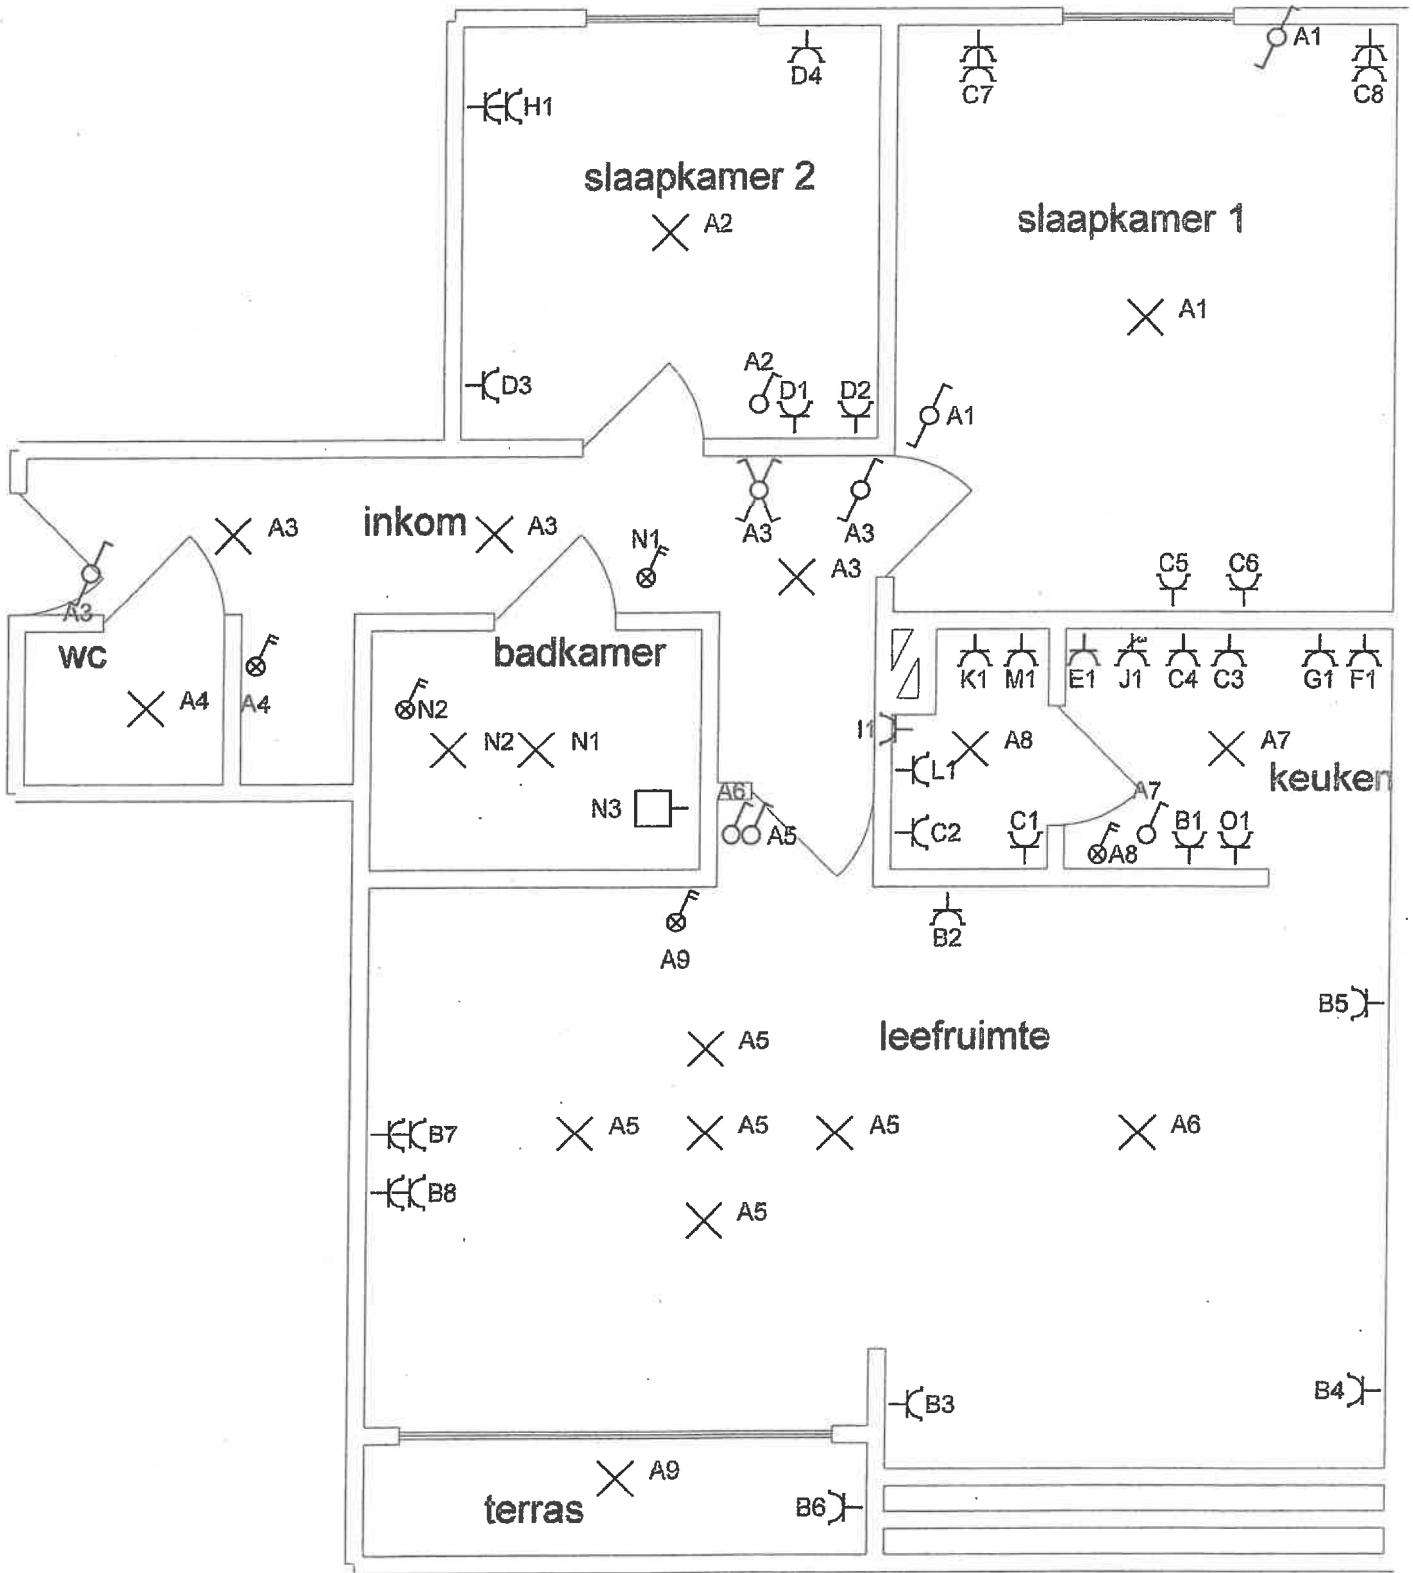 A1
D4
C7
C8
H1
slaapkamer 2
slaapkamer 1
A2
A1
A2
D3
D1
D2
A1
inkom
A3
A3
A3
A3
N1
A3
A3
C5
C6
WC
badkamer
K1
M1
E1
J1
C4
C3
G1
F1
A4
A4
N2
N2
N1
I1
A8
A7
L1
keuken
A6
A7
N3
A5
C2
C1
A8
B1
O1
B2
A9
B5
leefruimte
A5
B7
A5
A5
A5
A6
B8
A5
B4
B3
A9
terras
B6